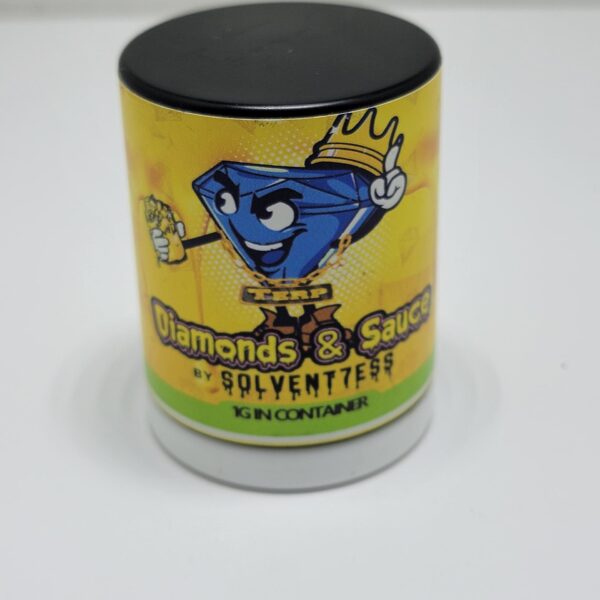 TERP
Diamonds & Sauce
BY SOLVENT7ESS
1G IN CONTAINER